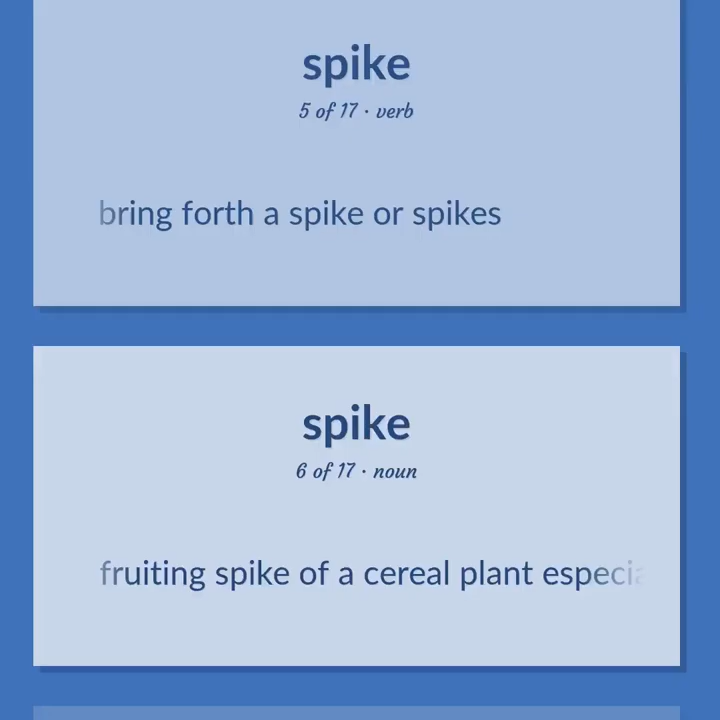 spike
5 of 17 · verb
bring forth a spike or spikes
spike
6 of 17 · noun
fruiting spike of a cereal plant